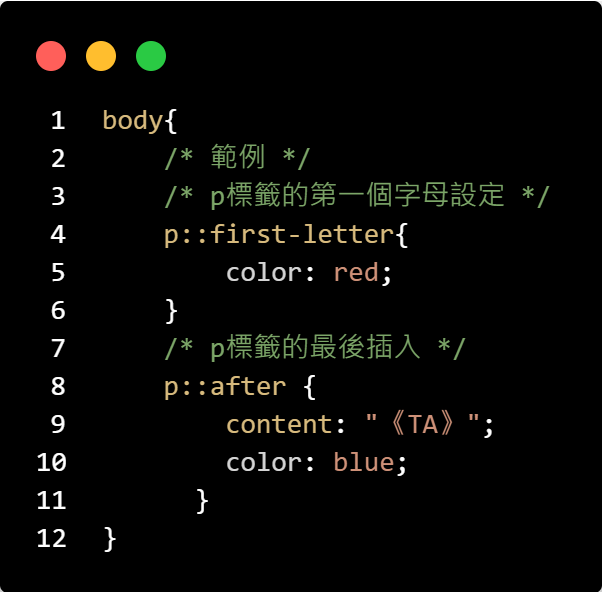 1 body{
2 /* 範例 */
3 /* p標籤的第一個字母設定 */
4 p::first-letter{
5 color: red;
6 }
7 /* p標籤的最後插入 */
8 p::after {
9 content: "《TA》";
10 color: blue;
11 }
12 }